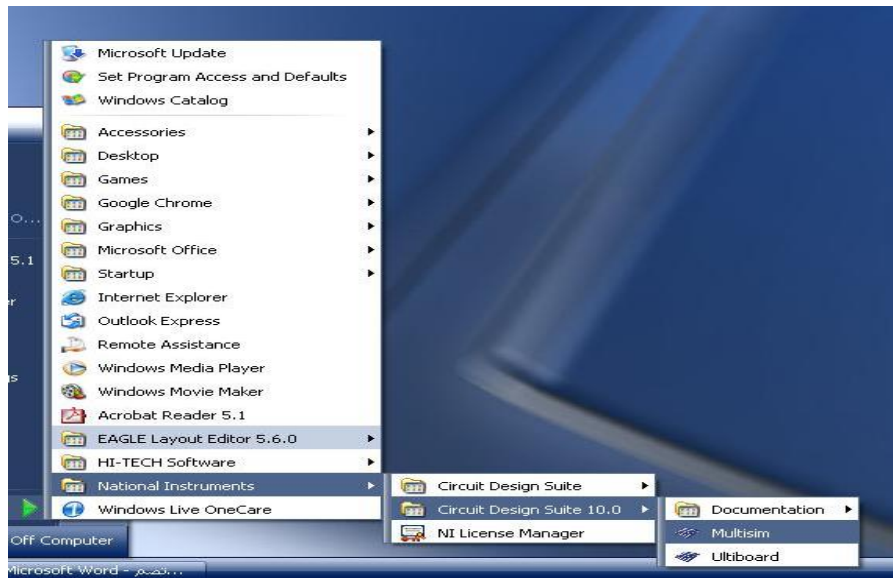 Microsoft Update
Set Program Access and Defaults
Windows Catalog
Accessories
Desktop
Games
Google Chrome
Graphics
Microsoft Office
Startup
Internet Explorer
Outlook Express
Remote Assistance
Windows Media Player
Windows Movie Maker
Acrobat Reader 5.1
EAGLE Layout Editor 5.6.0
HI-TECH Software
National Instruments
Windows Live OneCare
Circuit Design Suite
Circuit Design Suite 10.0
NI License Manager
Documentation
Multisim
Ultiboard
O...
5.1
Off Computer
Microsoft Word -